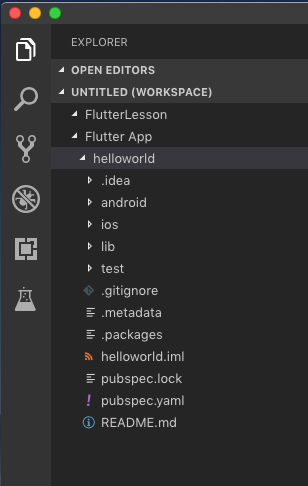 EXPLORER
OPEN EDITORS
UNTITLED (WORKSPACE)
FlutterLesson
Flutter App
helloworld
.idea
android
ios
lib
test
.gitignore
.metadata
.packages
helloworld.iml
pubspec.lock
pubspec.yaml
README.md